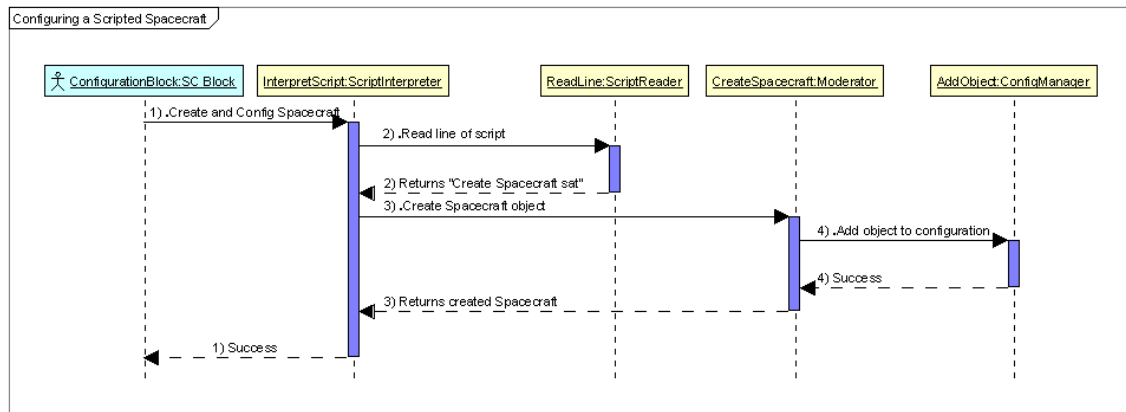 Configuring a Scripted Spacecraft
ConfigurationBlock:SC Block
InterpretScript:ScriptInterpreter
ReadLine:ScriptReader
CreateSpacecraft:Moderator
AddObject:ConfigManager
1) .Create and Config Spacecraft
2) .Read line of script
2) Returns "Create Spacecraft sat"
3) .Create Spacecraft object
4) .Add object to configuration
4) Success
3) Returns created Spacecraft
1) Success